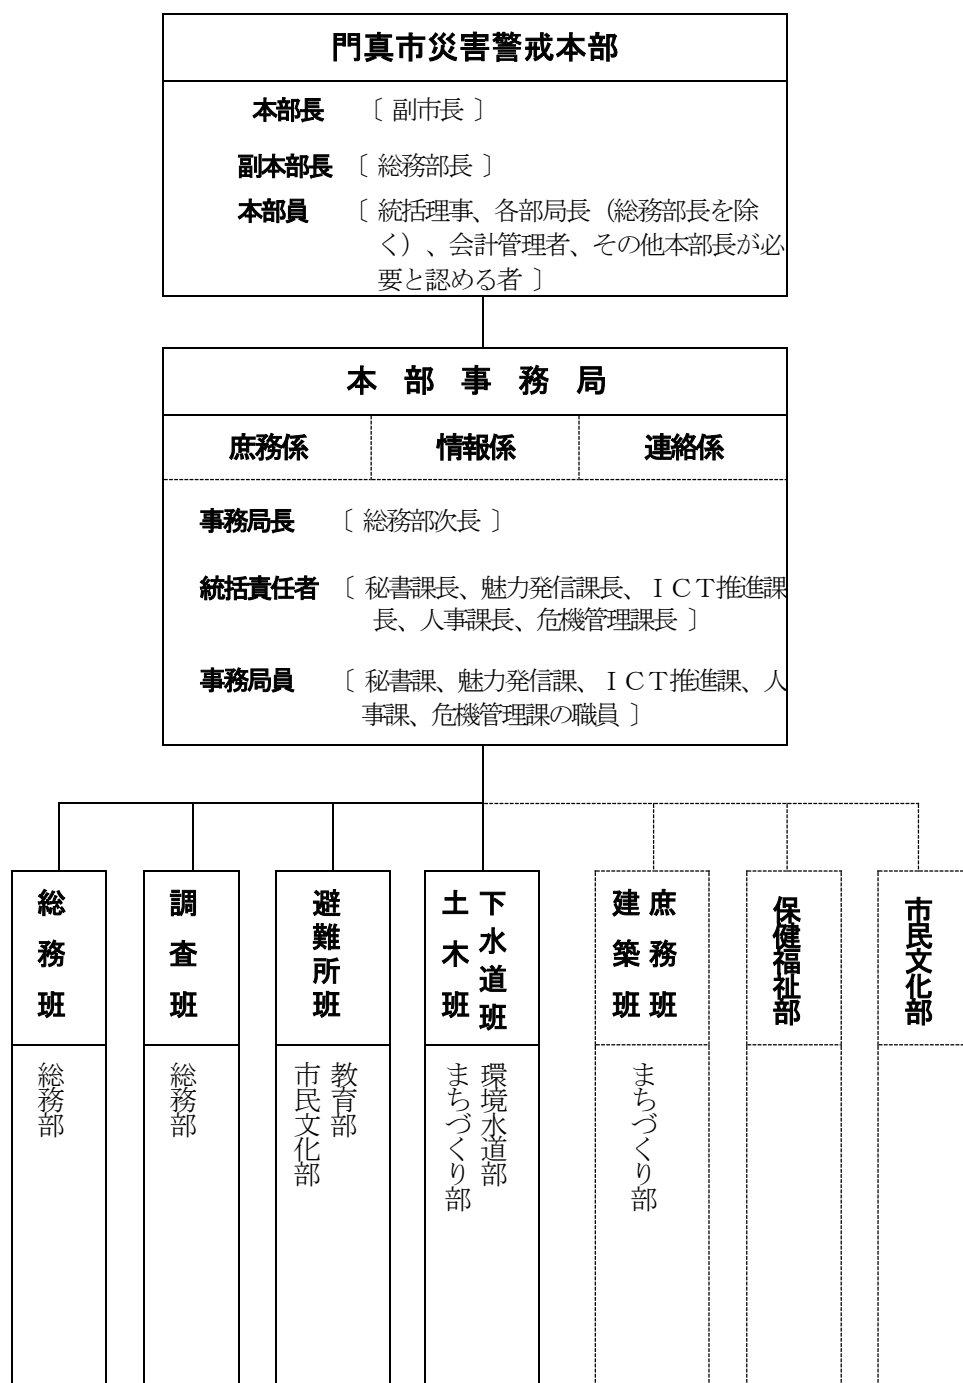 門真市災害警戒本部
本部長 〔 副市長 〕
副本部長 〔 総務部長 〕
本部員 〔 統括理事、各部局長（総務部長を除
く）、会計管理者、その他本部長が必
要と認める者 〕
本部事務局
庶務係 情報係 連絡係
事務局長 〔 総務部次長 〕
統括責任者 〔 秘書課長、魅力発信課長、ＩＣＴ推進課
長、人事課長、危機管理課長 〕
事務局員 〔 秘書課、魅力発信課、ＩＣＴ推進課、人
事課、危機管理課の職員 〕
総務班
総務部
調査班
総務部
避難所班
教育部
市民文化部
下水道班
土木班
環境水道部
まちづくり部
庶務班
建築班
まちづくり部
保健福祉部
市民文化部